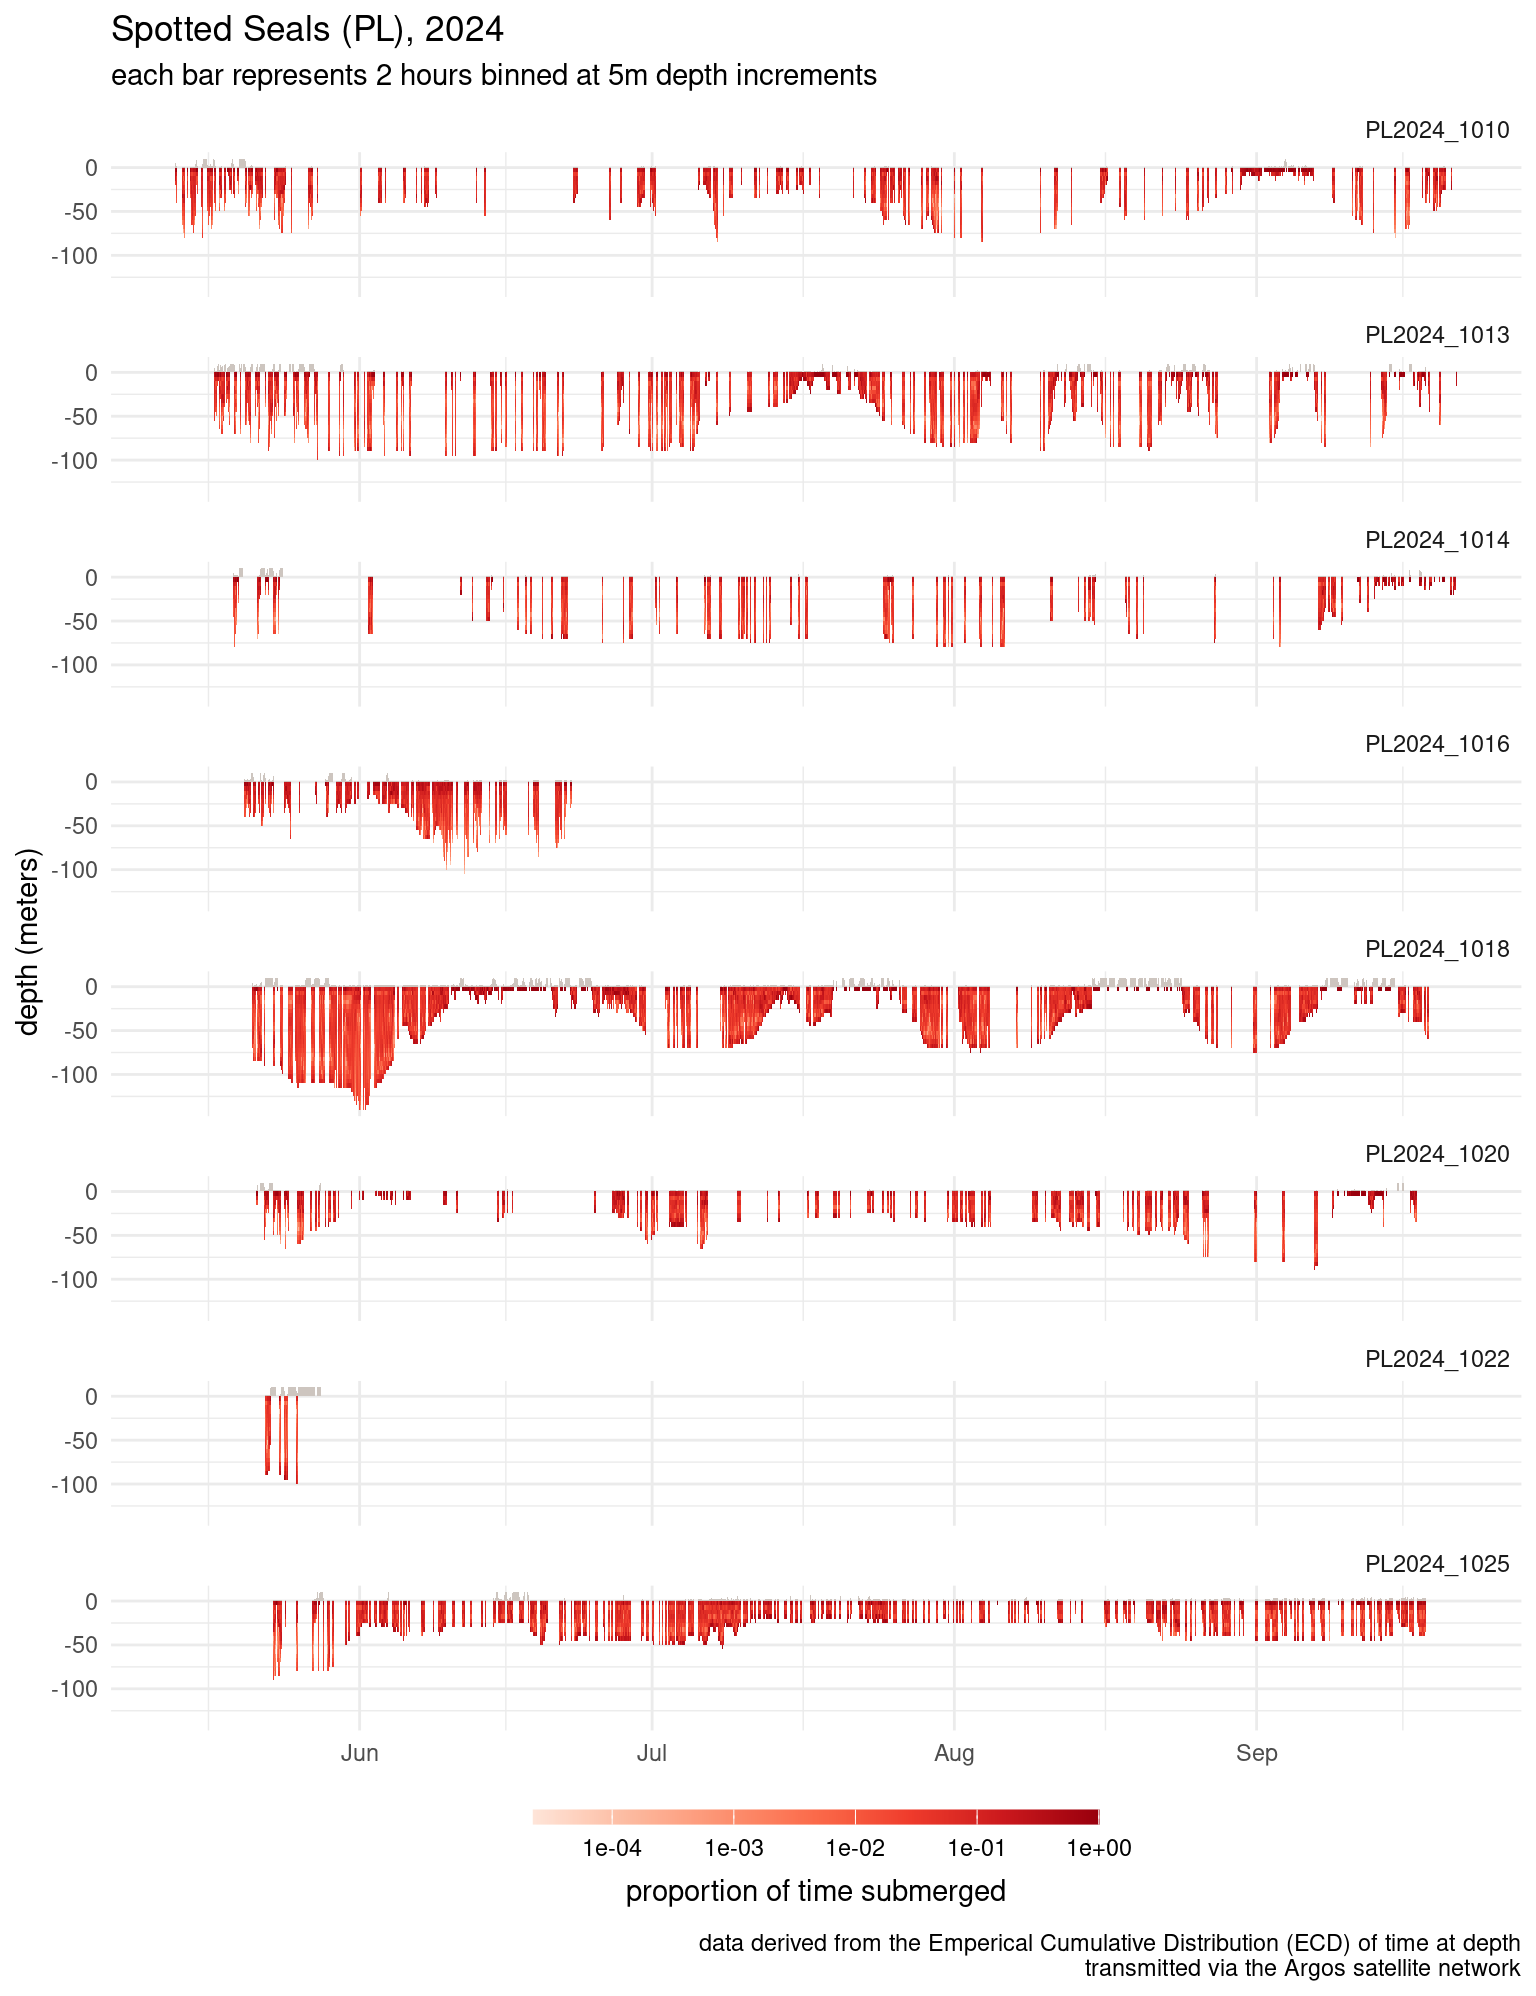 Spotted Seals (PL), 2024
each bar represents 2 hours binned at 5m depth increments
PL2024_1010
0
-50
-100
PL2024_1013
0
-50
-100
PL2024_1014
0
-50
-100
PL2024_1016
0
-50
-100
PL2024_1018
0
-50
-100
PL2024_1020
0
-50
-100
PL2024_1022
0
-50
-100
PL2024_1025
0
-50
-100
depth (meters)
Jun Jul Aug Sep
1e-04 1e-03 1e-02 1e-01 1e+00
proportion of time submerged
data derived from the Emperical Cumulative Distribution (ECD) of time at depth
transmitted via the Argos satellite network